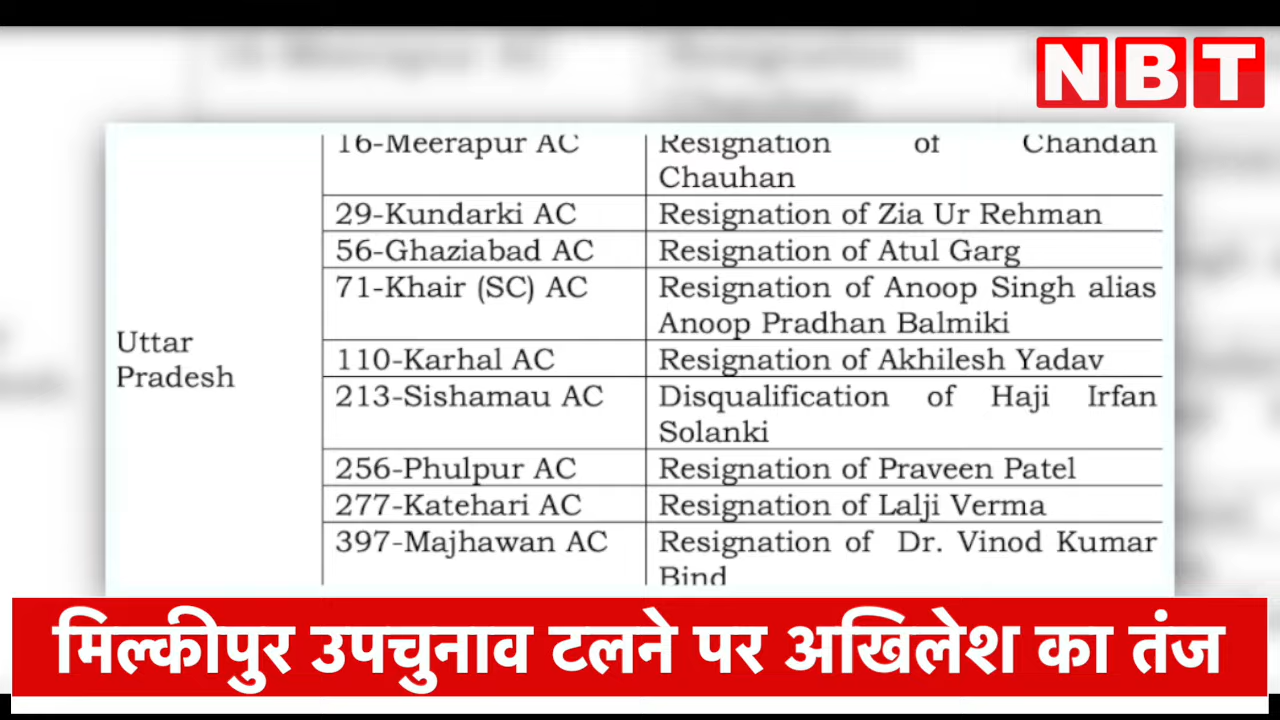 NBT
16-Meerapur AC Resignation of Chandan
Chauhan
29-Kundarki AC Resignation of Zia Ur Rehman
56-Ghaziabad AC Resignation of Atul Garg
71-Khair (SC) AC Resignation of Anoop Singh alias
Anoop Pradhan Balmiki
Uttar
Pradesh
110-Karhal AC Resignation of Akhilesh Yadav
213-Sishamau AC Disqualification of Haji Irfan
Solanki
256-Phulpur AC Resignation of Praveen Patel
277-Katehari AC Resignation of Lalji Verma
397-Majhawan AC Resignation of Dr. Vinod Kumar
Bind
मिल्कीपुर उपचुनाव टलने पर अखिलेश का तंज